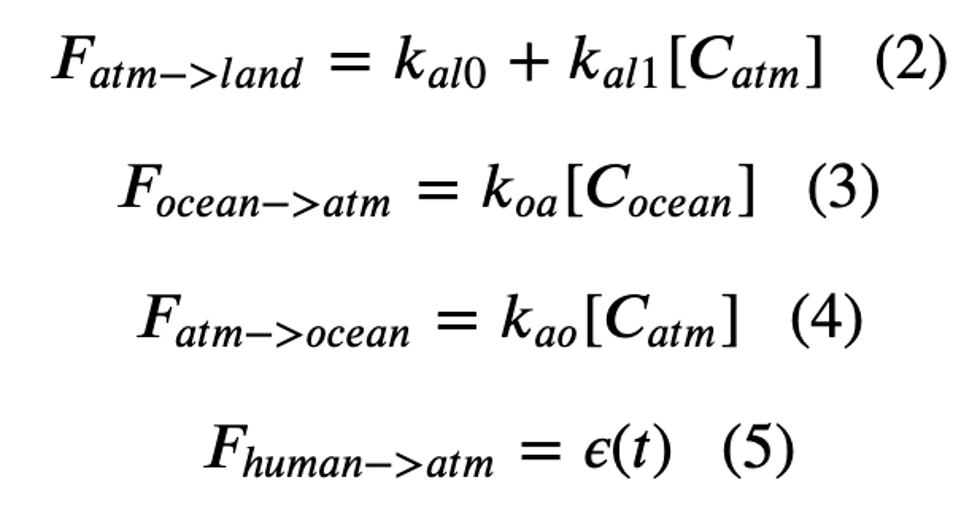 F_{atm->land} = k_{al0} + k_{al1}[C_{atm}] (2)
F_{ocean->atm} = k_{oa}[C_{ocean}] (3)
F_{atm->ocean} = k_{ao}[C_{atm}] (4)
F_{human->atm} = ϵ(t) (5)